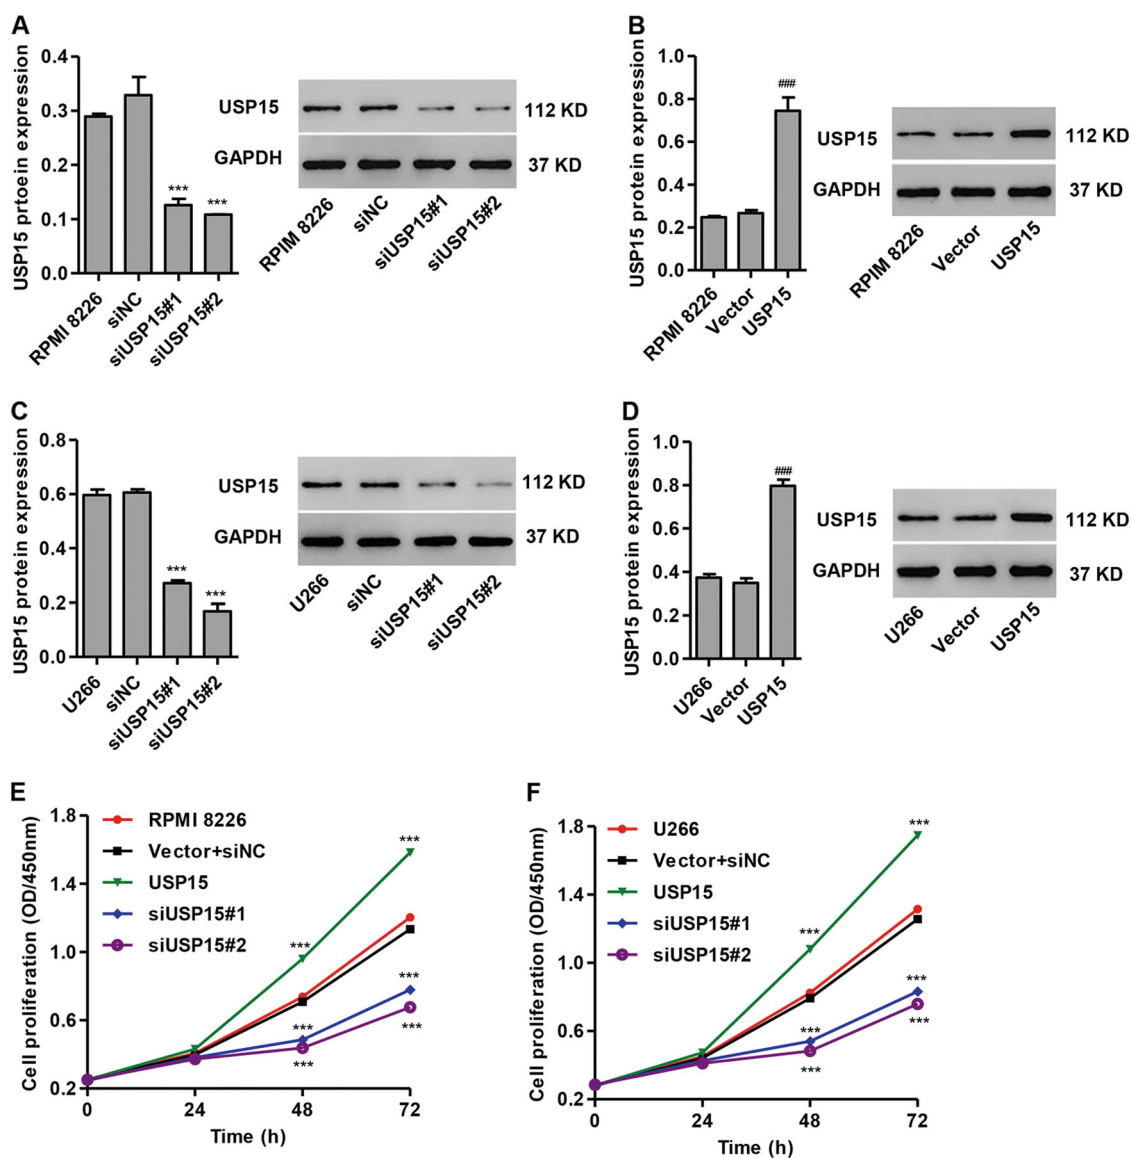 A
USP15 prtoein expression
0.4
0.3
0.2
0.1
0.0
RPMI 8226
siNC
siUSP15#1
siUSP15#2
***
***
USP15
112 KD
GAPDH
37 KD
RPIM 8226
siNC
siUSP15#1
siUSP15#2
B
USP15 protein expression
1.0
0.8
0.6
0.4
0.2
0.0
###
RPMI 8226
Vector
USP15
USP15
112 KD
GAPDH
37 KD
RPIM 8226
Vector
USP15
C
USP15 protein expression
0.8
0.6
0.4
0.2
0.0
***
***
U266
siNC
siUSP15#1
siUSP15#2
USP15
112 KD
GAPDH
37 KD
U266
siNC
siUSP15#1
siUSP15#2
D
USP15 protein expression
1.0
0.8
0.6
0.4
0.2
0.0
###
U266
Vector
USP15
USP15
112 KD
GAPDH
37 KD
U266
Vector
USP15
E
Cell proliferation (OD/450nm)
1.8
1.4
1.0
0.6
0.2
RPMI 8226
Vector+siNC
USP15
siUSP15#1
siUSP15#2
***
***
***
***
***
***
0
24
48
72
Time (h)
F
Cell proliferation (OD/450nm)
1.8
1.4
1.0
0.6
0.2
U266
Vector+siNC
USP15
siUSP15#1
siUSP15#2
***
***
***
***
***
***
0
24
48
72
Time (h)